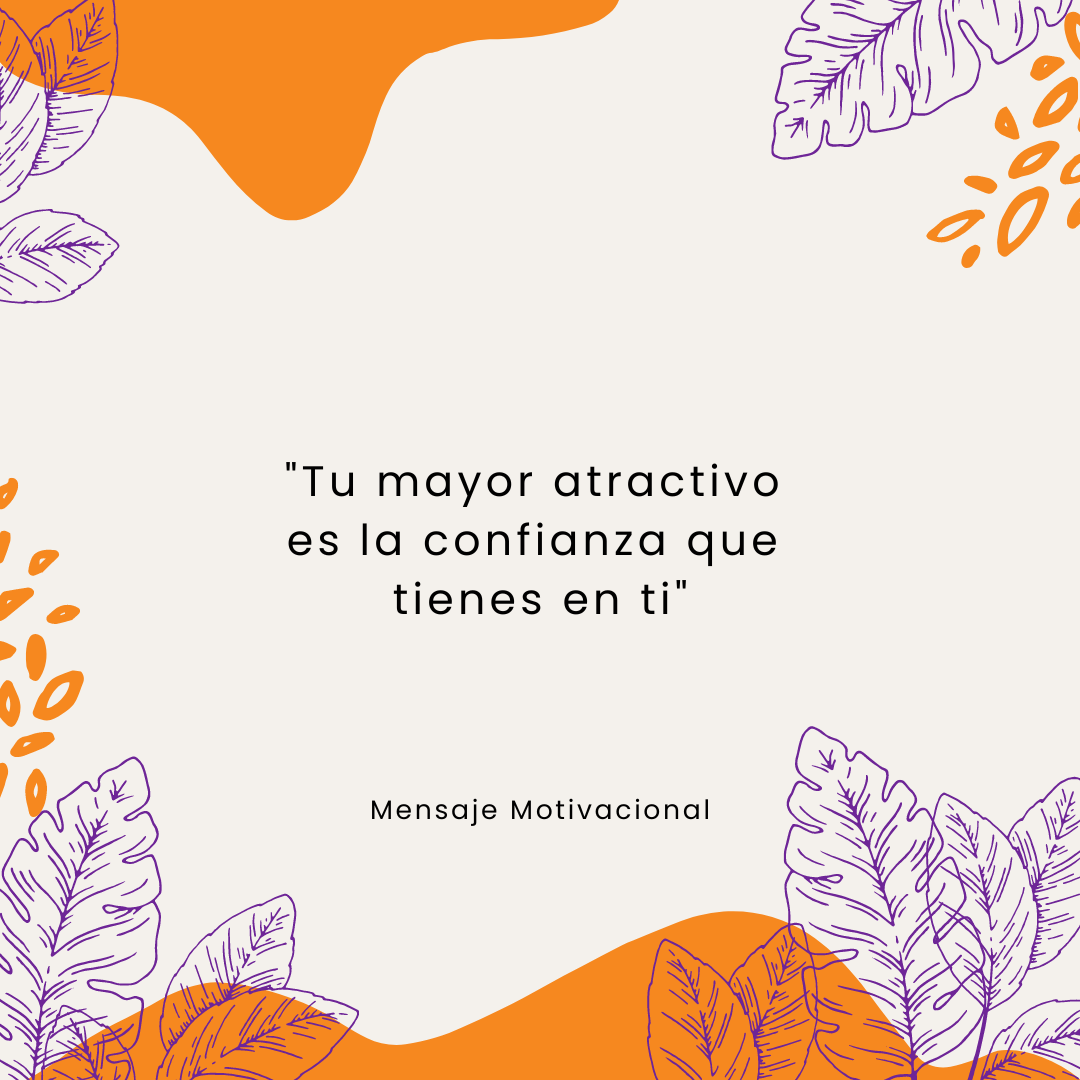 "Tu mayor atractivo
es la confianza que
tienes en ti"
Mensaje Motivacional